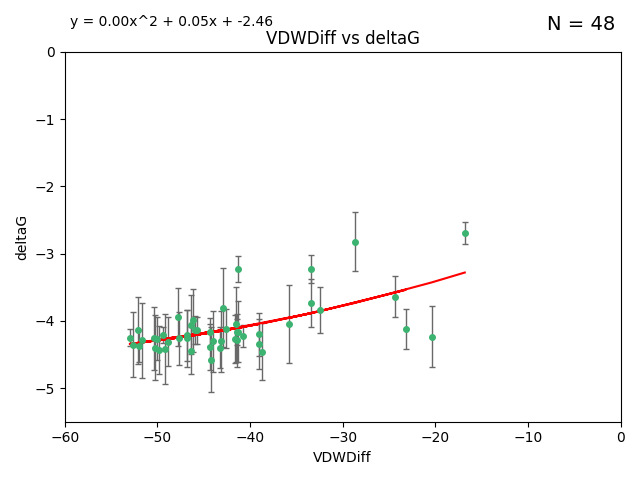 y = 0.00x^2 + 0.05x + -2.46
N = 48
VDWDiff vs deltaG
0
−1
−2
−3
−4
−5
deltaG
−60 −50 −40 −30 −20 −10 0
VDWDiff